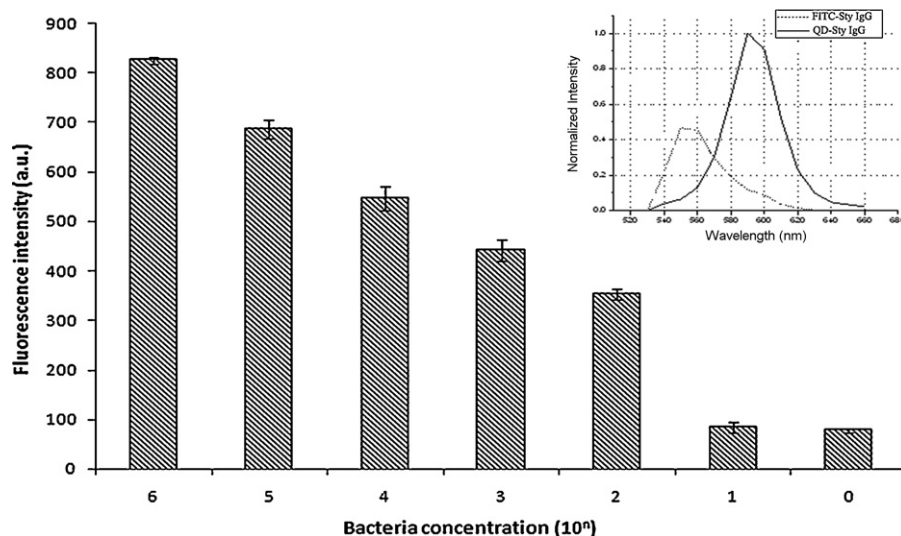 900
800
700
600
500
400
300
200
100
0
Fluorescence intensity (a.u.)
6 5 4 3 2 1 0
Bacteria concentration (10ⁿ)
FITC-Sty IgG
QD-Sty IgG
1.0
0.8
0.6
0.4
0.2
0.0
Normalized Intensity
520 540 560 580 600 620 640 660 680
Wavelength (nm)